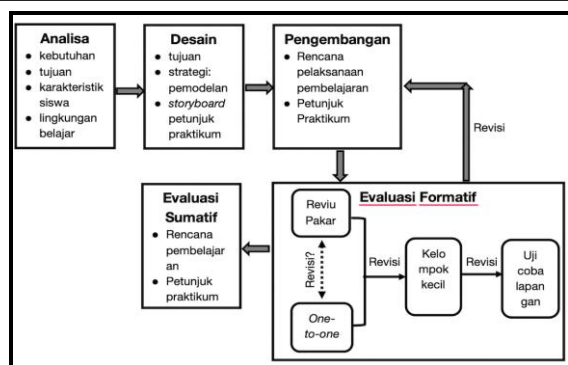 Analisa
kebutuhan
tujuan
karakteristik
siswa
lingkungan
belajar
Desain
tujuan
strategi:
pemodelan
storyboard
petunjuk
praktikum
Pengembangan
Rencana
pelaksanaan
pembelajaran
Petunjuk
Praktikum
Revisi
Evaluasi
Sumatif
Rencana
pembelajar
an
Petunjuk
praktikum
Evaluasi Formatif
Reviu
Pakar
Revisi?
One-
to-one
Revisi
Kelo
mpok
kecil
Revisi
Uji
coba
lapan
gan